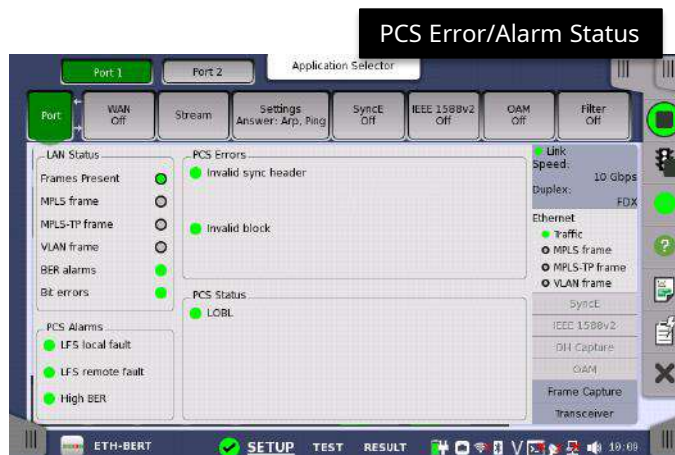 PCS Error/Alarm Status
Port 1
Port 2
Application Selector
Port
WAN
Off
Stream
Settings
Answer: Arp, Ping
SyncE
Off
IEEE 1588v2
Off
OAM
Off
Filter
Off
LAN Status
Frames Present
MPLS frame
MPLS-TP frame
VLAN frame
BER alarms
Bit errors
PCS Alarms
LFS local fault
LFS remote fault
High BER
PCS Errors
Invalid sync header
Invalid block
PCS Status
LOBL
Link
Speed:
10 Gbps
Duplex:
FDX
Ethernet
Traffic
MPLS frame
MPLS-TP frame
VLAN frame
SyncE
IEEE 1588v2
OH Capture
OAM
Frame Capture
Transceiver
ETH-BERT
SETUP
TEST
RESULT
19:09